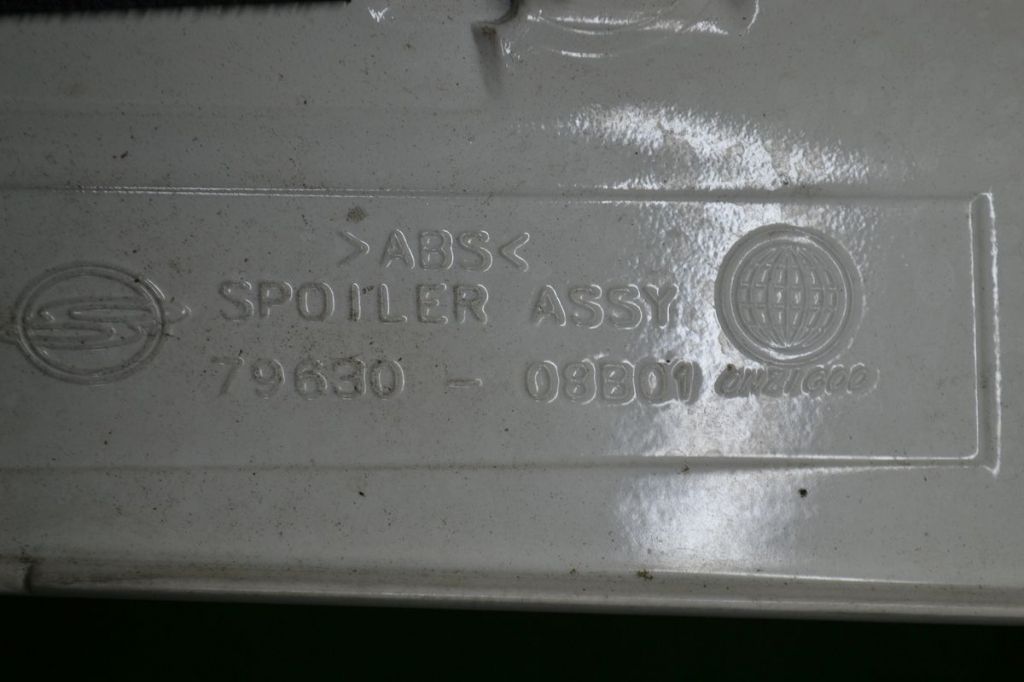 >ABS<
SPOILER ASSY
79630 - 08B01